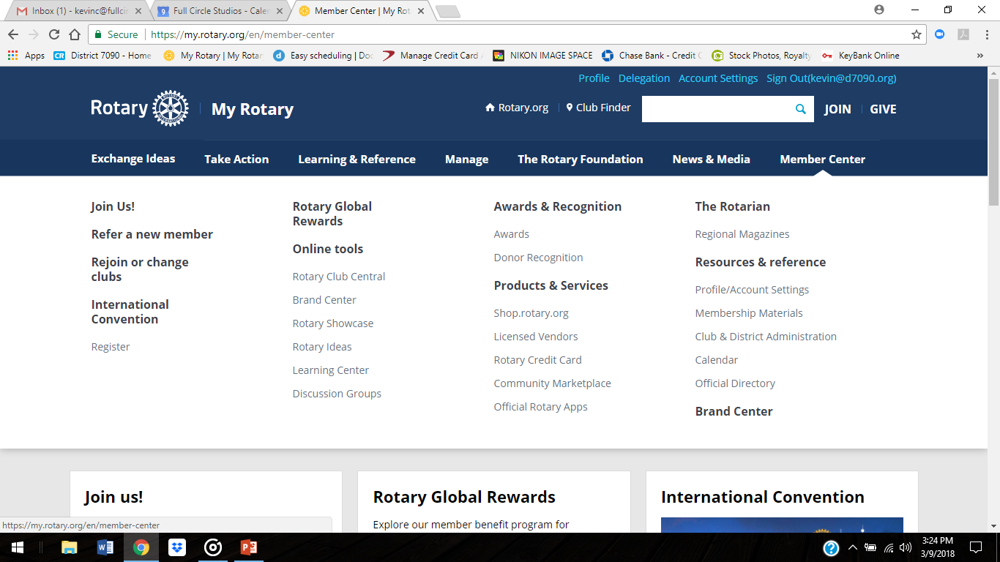 Inbox (1) - kevinc@fullci
Full Circle Studios - Caler
Member Center | My Rot
Secure
https://my.rotary.org/en/member-center
Apps
CR
District 7090 - Home
My Rotary | My Rotar
d
Easy scheduling | Doo
Manage Credit Card
NIKON IMAGE SPACE
Chase Bank - Credit C
Stock Photos, Royalty
KeyBank Online
Profile
Delegation
Account Settings
Sign Out(kevin@d7090.org)
Rotary
My Rotary
Rotary.org
Club Finder
JOIN
GIVE
Exchange Ideas
Take Action
Learning & Reference
Manage
The Rotary Foundation
News & Media
Member Center
Join Us!
Refer a new member
Rejoin or change
clubs
International
Convention
Register
Rotary Global
Rewards
Online tools
Rotary Club Central
Brand Center
Rotary Showcase
Rotary Ideas
Learning Center
Discussion Groups
Awards & Recognition
Awards
Donor Recognition
Products & Services
Shop.rotary.org
Licensed Vendors
Rotary Credit Card
Community Marketplace
Official Rotary Apps
The Rotarian
Regional Magazines
Resources & reference
Profile/Account Settings
Membership Materials
Club & District Administration
Calendar
Official Directory
Brand Center
Join us!
Rotary Global Rewards
Explore our member benefit program for
International Convention
https://my.rotary.org/en/member-center
3:24 PM
3/9/2018